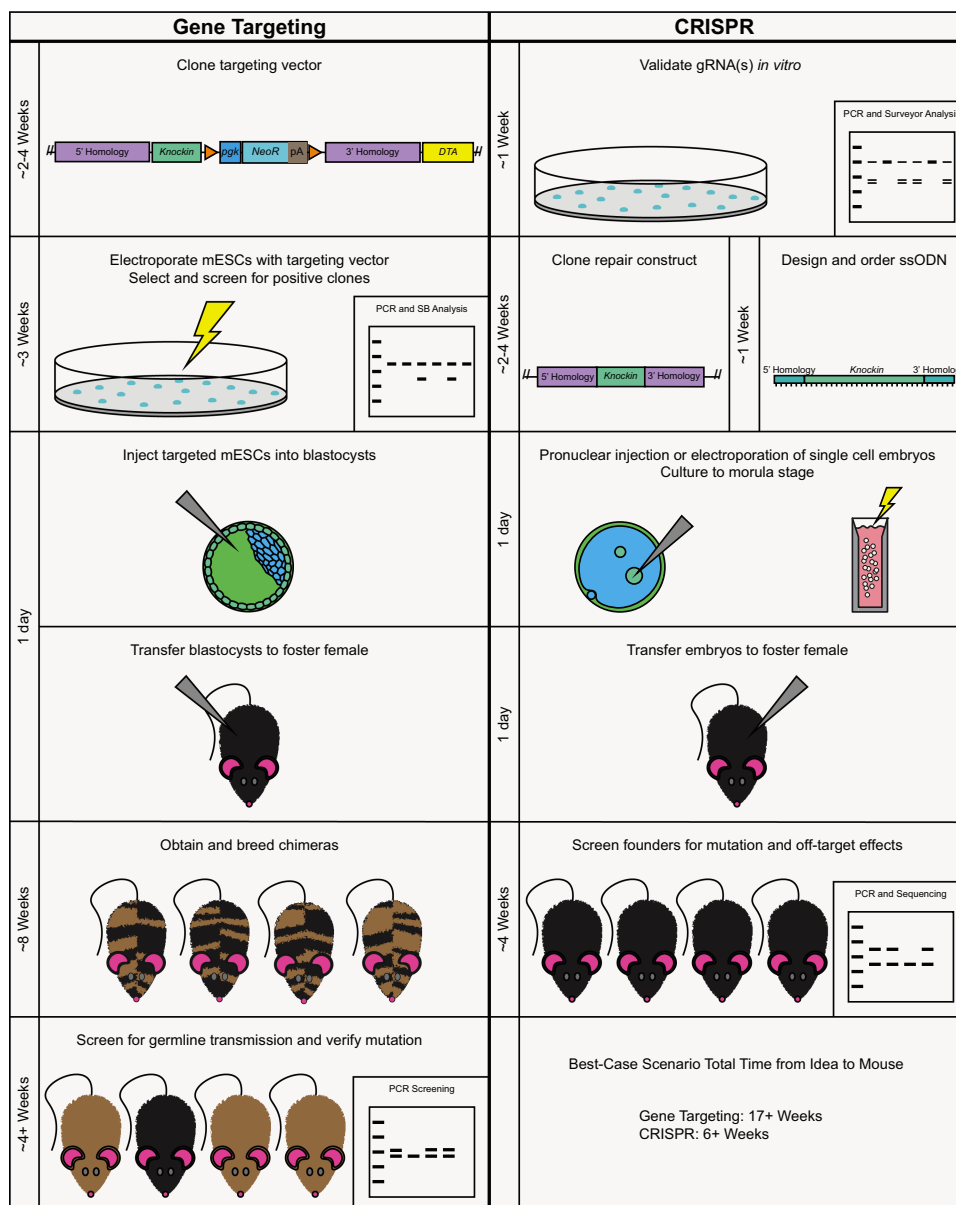 Gene Targeting
CRISPR
~2-4 Weeks
Clone targeting vector
5' Homology
Knockin
pgk
NeoR
pA
3' Homology
DTA
~1 Week
Validate gRNA(s) in vitro
PCR and Surveyor Analysis
~3 Weeks
Electroporate mESCs with targeting vector
Select and screen for positive clones
PCR and SB Analysis
~2-4 Weeks
Clone repair construct
5' Homology
Knockin
3' Homology
~1 Week
Design and order ssODN
5' Homology
Knockin
3' Homology
1 day
Inject targeted mESCs into blastocysts
1 day
Pronuclear injection or electroporation of single cell embryos
Culture to morula stage
Transfer blastocysts to foster female
1 day
Transfer embryos to foster female
~8 Weeks
Obtain and breed chimeras
~4 Weeks
Screen founders for mutation and off-target effects
PCR and Sequencing
~4+ Weeks
Screen for germline transmission and verify mutation
PCR Screening
Best-Case Scenario Total Time from Idea to Mouse
Gene Targeting: 17+ Weeks
CRISPR: 6+ Weeks